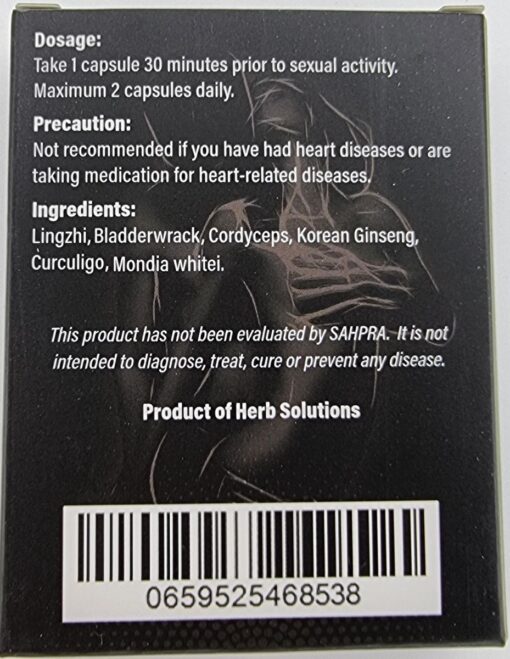 Dosage:
Take 1 capsule 30 minutes prior to sexual activity.
Maximum 2 capsules daily.
Precaution:
Not recommended if you have had heart diseases or are
taking medication for heart-related diseases.
Ingredients:
Lingzhi, Bladderwrack, Cordyceps, Korean Ginseng,
Curculigo, Mondia whitei.
This product has not been evaluated by SAHPRA. It is not
intended to diagnose, treat, cure or prevent any disease.
Product of Herb Solutions
0659525468538